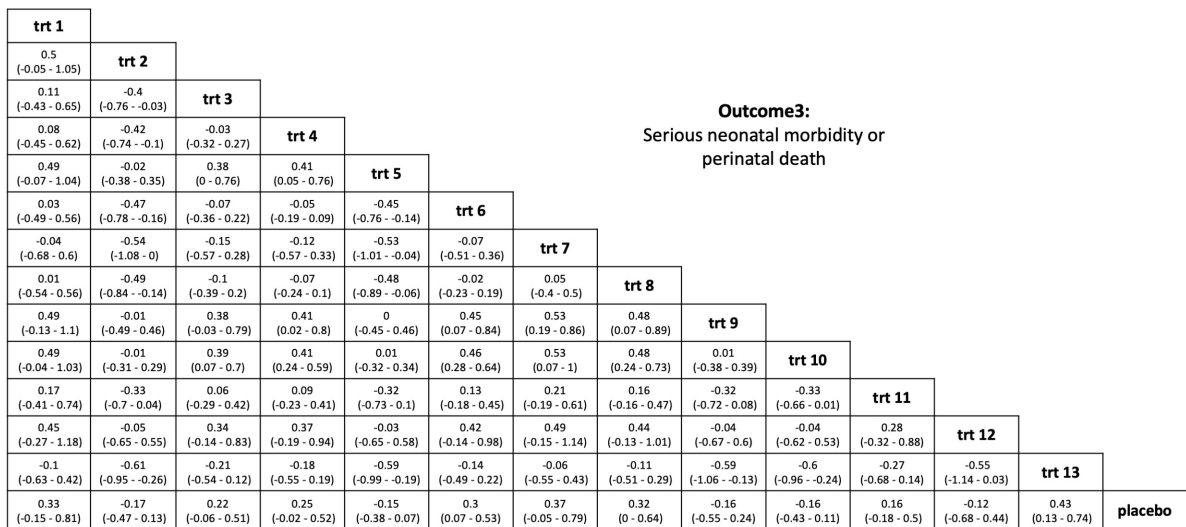 trt 1
0.5 trt 2
(-0.05 - 1.05)
0.11 -0.4 trt 3
(-0.43 - 0.65) (-0.76 - -0.03)
Outcome3:
Serious neonatal morbidity or
perinatal death
0.08 -0.42 -0.03 trt 4
(-0.45 - 0.62) (-0.74 - -0.1) (-0.32 - 0.27)
0.49 -0.02 0.38 0.41 trt 5
(-0.07 - 1.04) (-0.38 - 0.35) (0 - 0.76) (0.05 - 0.76)
0.03 -0.47 -0.07 -0.05 -0.45 trt 6
(-0.49 - 0.56) (-0.78 - -0.16) (-0.36 - 0.22) (-0.19 - 0.09) (-0.76 - -0.14)
-0.04 -0.54 -0.15 -0.12 -0.53 -0.07 trt 7
(-0.68 - 0.6) (-1.08 - 0) (-0.57 - 0.28) (-0.57 - 0.33) (-1.01 - -0.04) (-0.51 - 0.36)
0.01 -0.49 -0.1 -0.07 -0.48 -0.02 0.05 trt 8
(-0.54 - 0.56) (-0.84 - -0.14) (-0.39 - 0.2) (-0.24 - 0.1) (-0.89 - -0.06) (-0.23 - 0.19) (-0.4 - 0.5)
0.49 -0.01 0.38 0.41 0 0.45 0.53 0.48 trt 9
(-0.13 - 1.1) (-0.49 - 0.46) (-0.03 - 0.79) (0.02 - 0.8) (-0.45 - 0.46) (0.07 - 0.84) (0.19 - 0.86) (0.07 - 0.89)
0.49 -0.01 0.39 0.41 0.01 0.46 0.53 0.48 0.01 trt 10
(-0.04 - 1.03) (-0.31 - 0.29) (0.07 - 0.7) (0.24 - 0.59) (-0.32 - 0.34) (0.28 - 0.64) (0.07 - 1) (0.24 - 0.73) (-0.38 - 0.39)
0.17 -0.33 0.06 0.09 -0.32 0.13 0.21 0.16 -0.32 -0.33 trt 11
(-0.41 - 0.74) (-0.7 - 0.04) (-0.29 - 0.42) (-0.23 - 0.41) (-0.73 - 0.1) (-0.18 - 0.45) (-0.19 - 0.61) (-0.16 - 0.47) (-0.72 - 0.08) (-0.66 - 0.01)
0.45 -0.05 0.34 0.37 -0.03 0.42 0.49 0.44 -0.04 -0.04 0.28 trt 12
(-0.27 - 1.18) (-0.65 - 0.55) (-0.14 - 0.83) (-0.19 - 0.94) (-0.65 - 0.58) (-0.14 - 0.98) (-0.15 - 1.14) (-0.13 - 1.01) (-0.67 - 0.6) (-0.62 - 0.53) (-0.32 - 0.88)
-0.1 -0.61 -0.21 -0.18 -0.59 -0.14 -0.06 -0.11 -0.59 -0.6 -0.27 -0.55 trt 13
(-0.63 - 0.42) (-0.95 - -0.26) (-0.54 - 0.12) (-0.55 - 0.19) (-0.99 - -0.19) (-0.49 - 0.22) (-0.55 - 0.43) (-0.51 - 0.29) (-1.06 - -0.13) (-0.96 - -0.24) (-0.68 - 0.14) (-1.14 - 0.03)
0.33 -0.17 0.22 0.25 -0.15 0.3 0.37 0.32 -0.16 -0.16 0.16 -0.12 0.43 placebo
(-0.15 - 0.81) (-0.47 - 0.13) (-0.06 - 0.51) (-0.02 - 0.52) (-0.38 - 0.07) (0.07 - 0.53) (-0.05 - 0.79) (0 - 0.64) (-0.55 - 0.24) (-0.43 - 0.11) (-0.18 - 0.5) (-0.68 - 0.44) (0.13 - 0.74)